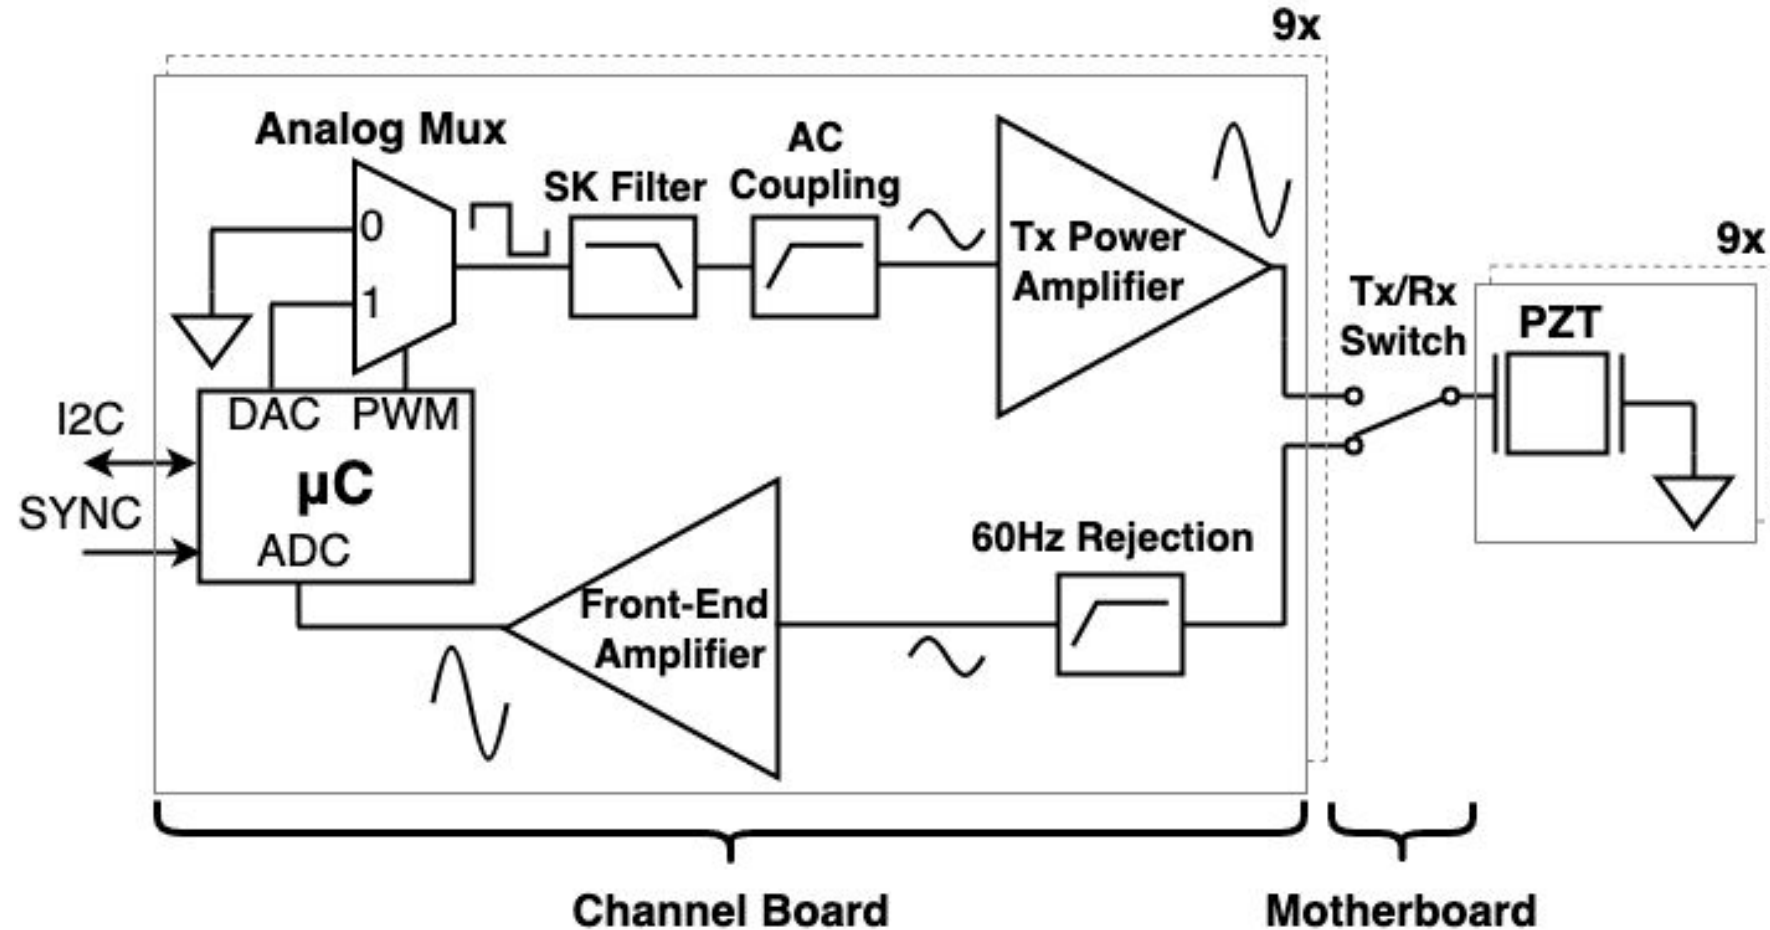 9x
Analog Mux
AC
Coupling
SK Filter
0
1
Tx Power
Amplifier
9x
Tx/Rx
Switch
PZT
DAC PWM
I2C
µC
SYNC
ADC
60Hz Rejection
Front-End
Amplifier
Channel Board
Motherboard